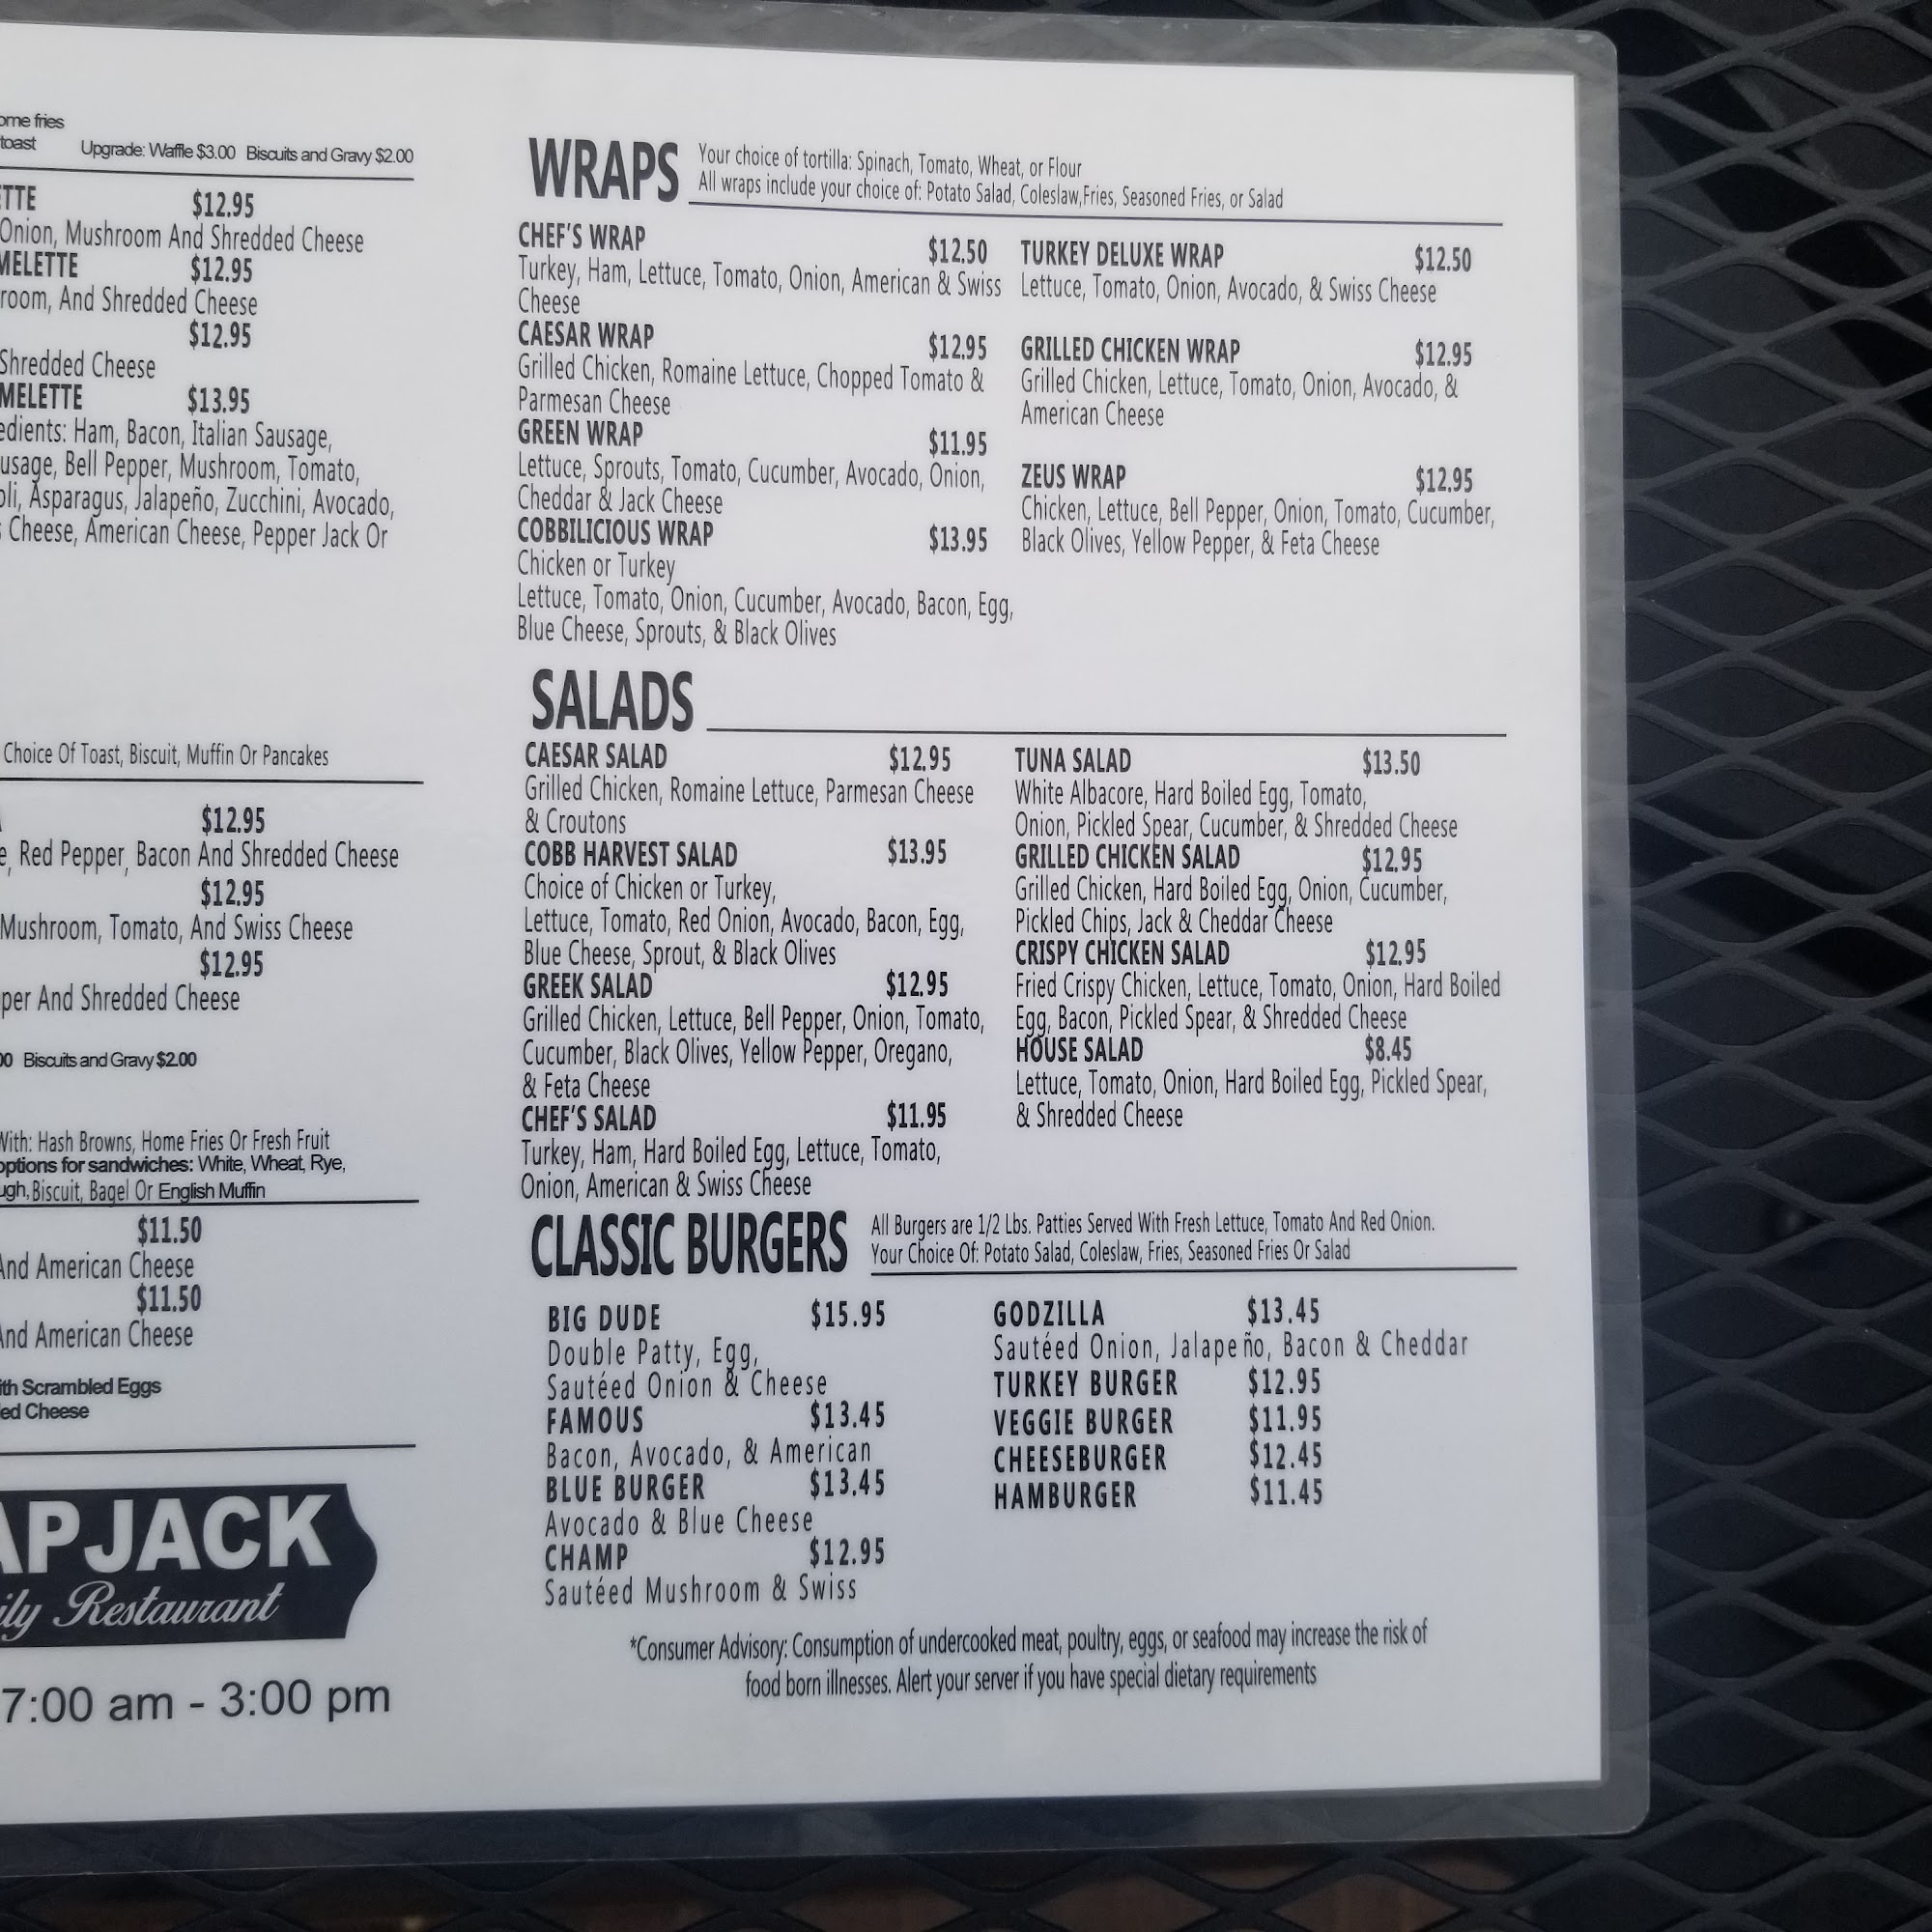 ome fries
toast Upgrade: Waffle $3.00 Biscuits and Gravy $2.00
ETTE $12.95
Onion, Mushroom And Shredded Cheese
MELETTE $12.95
room, And Shredded Cheese
$12.95
Shredded Cheese
MELETTE $13.95
edients: Ham, Bacon, Italian Sausage,
usage, Bell Pepper, Mushroom, Tomato,
oli, Asparagus, Jalapeño, Zucchini, Avocado,
s Cheese, American Cheese, Pepper Jack Or
Choice Of Toast, Biscuit, Muffin Or Pancakes
$12.95
e, Red Pepper, Bacon And Shredded Cheese
$12.95
Mushroom, Tomato, And Swiss Cheese
$12.95
per And Shredded Cheese
00 Biscuits and Gravy $2.00
With: Hash Browns, Home Fries Or Fresh Fruit
options for sandwiches: White, Wheat, Rye,
ugh, Biscuit, Bagel Or English Muffin
$11.50
And American Cheese
$11.50
And American Cheese
ith Scrambled Eggs
ed Cheese
APJACK
ily Restaurant
7:00 am - 3:00 pm
WRAPS
Your choice of tortilla: Spinach, Tomato, Wheat, or Flour
All wraps include your choice of: Potato Salad, Coleslaw,Fries, Seasoned Fries, or Salad
CHEF'S WRAP $12.50
Turkey, Ham, Lettuce, Tomato, Onion, American & Swiss
Cheese
CAESAR WRAP $12.95
Grilled Chicken, Romaine Lettuce, Chopped Tomato &
Parmesan Cheese
GREEN WRAP $11.95
Lettuce, Sprouts, Tomato, Cucumber, Avocado, Onion,
Cheddar & Jack Cheese
COBBILICIOUS WRAP $13.95
Chicken or Turkey
Lettuce, Tomato, Onion, Cucumber, Avocado, Bacon, Egg,
Blue Cheese, Sprouts, & Black Olives
TURKEY DELUXE WRAP $12.50
Lettuce, Tomato, Onion, Avocado, & Swiss Cheese
GRILLED CHICKEN WRAP $12.95
Grilled Chicken, Lettuce, Tomato, Onion, Avocado, &
American Cheese
ZEUS WRAP $12.95
Chicken, Lettuce, Bell Pepper, Onion, Tomato, Cucumber,
Black Olives, Yellow Pepper, & Feta Cheese
SALADS
CAESAR SALAD $12.95
Grilled Chicken, Romaine Lettuce, Parmesan Cheese
& Croutons
COBB HARVEST SALAD $13.95
Choice of Chicken or Turkey,
Lettuce, Tomato, Red Onion, Avocado, Bacon, Egg,
Blue Cheese, Sprout, & Black Olives
GREEK SALAD $12.95
Grilled Chicken, Lettuce, Bell Pepper, Onion, Tomato,
Cucumber, Black Olives, Yellow Pepper, Oregano,
& Feta Cheese
CHEF'S SALAD $11.95
Turkey, Ham, Hard Boiled Egg, Lettuce, Tomato,
Onion, American & Swiss Cheese
TUNA SALAD $13.50
White Albacore, Hard Boiled Egg, Tomato,
Onion, Pickled Spear, Cucumber, & Shredded Cheese
GRILLED CHICKEN SALAD $12.95
Grilled Chicken, Hard Boiled Egg, Onion, Cucumber,
Pickled Chips, Jack & Cheddar Cheese
CRISPY CHICKEN SALAD $12.95
Fried Crispy Chicken, Lettuce, Tomato, Onion, Hard Boiled
Egg, Bacon, Pickled Spear, & Shredded Cheese
HOUSE SALAD $8.45
Lettuce, Tomato, Onion, Hard Boiled Egg, Pickled Spear,
& Shredded Cheese
CLASSIC BURGERS
All Burgers are 1/2 Lbs. Patties Served With Fresh Lettuce, Tomato And Red Onion.
Your Choice Of: Potato Salad, Coleslaw, Fries, Seasoned Fries Or Salad
BIG DUDE $15.95
Double Patty, Egg,
Sautéed Onion & Cheese
FAMOUS $13.45
Bacon, Avocado, & American
BLUE BURGER $13.45
Avocado & Blue Cheese
CHAMP $12.95
Sautéed Mushroom & Swiss
GODZILLA $13.45
Sautéed Onion, Jalapeño, Bacon & Cheddar
TURKEY BURGER $12.95
VEGGIE BURGER $11.95
CHEESEBURGER $12.45
HAMBURGER $11.45
*Consumer Advisory: Consumption of undercooked meat, poultry, eggs, or seafood may increase the risk of
food born illnesses. Alert your server if you have special dietary requirements